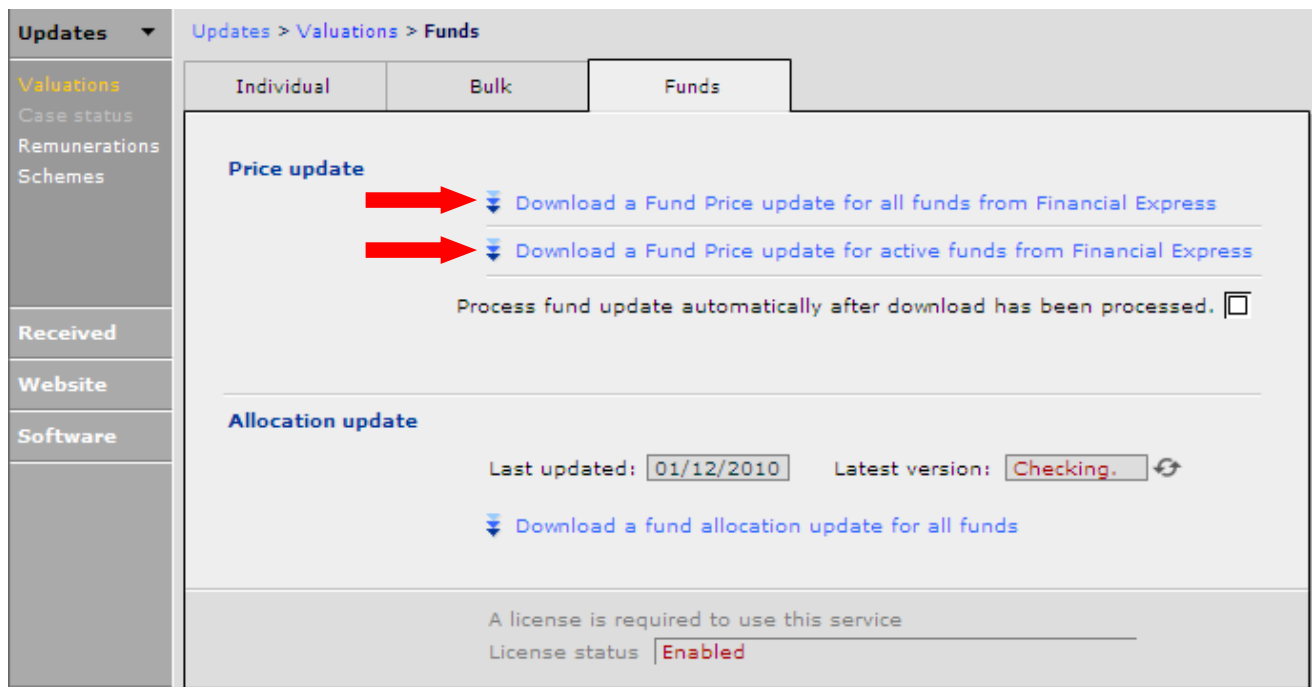 Updates
Updates > Valuations > Funds
Valuations
Case status
Remunerations
Schemes
Received
Website
Software
Individual
Bulk
Funds
Price update
Download a Fund Price update for all funds from Financial Express
Download a Fund Price update for active funds from Financial Express
Process fund update automatically after download has been processed.
Allocation update
Last updated: 01/12/2010 Latest version: Checking.
Download a fund allocation update for all funds
A license is required to use this service
License status Enabled